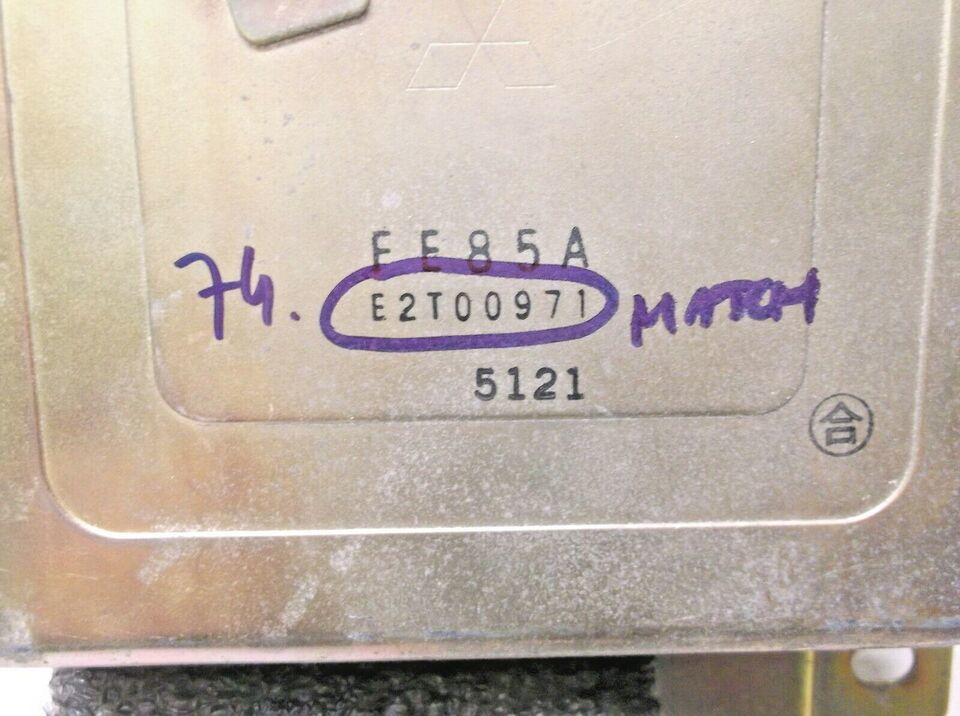 FE85A
74. E2T00971 MATCH
5121
合